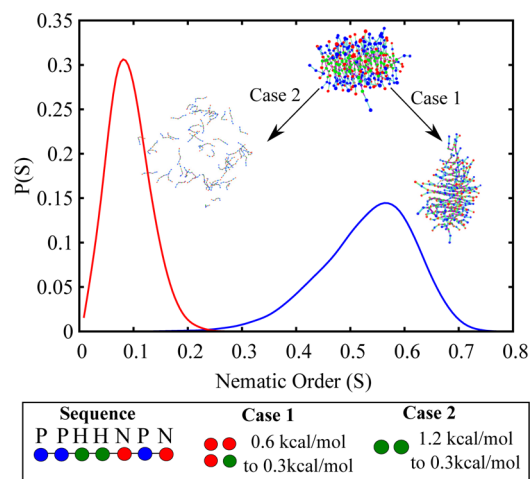 0.35
0.3
0.25
0.2
0.15
0.1
0.05
0
P(S)
Case 2
Case 1
0 0.1 0.2 0.3 0.4 0.5 0.6 0.7 0.8
Nematic Order (S)
Sequence
P P H H N P N
Case 1
0.6 kcal/mol
to 0.3kcal/mol
Case 2
1.2 kcal/mol
to 0.3kcal/mol